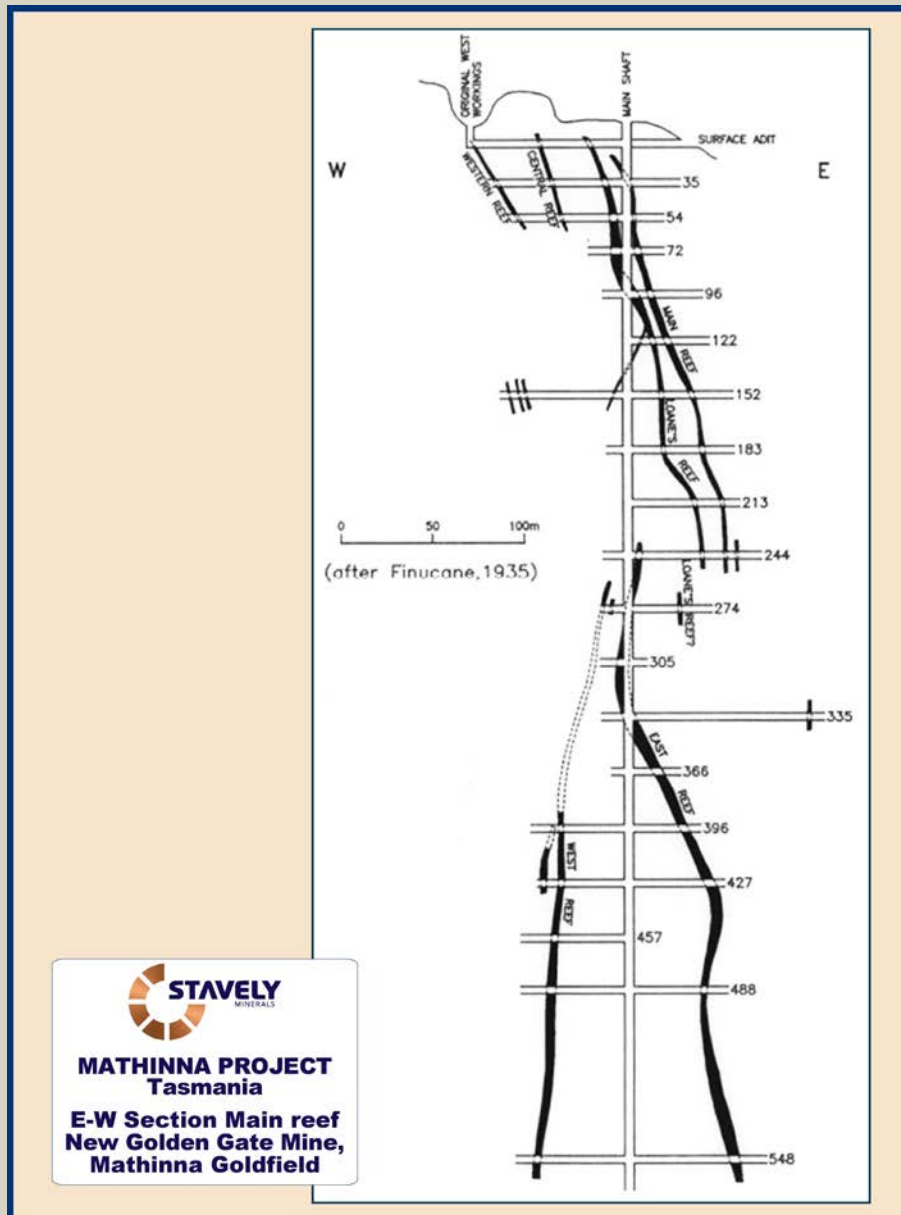 ORIGINAL WEST
WORKINGS
MAIN SHAFT
SURFACE ADIT
W
E
WESTERN REEF
CENTRAL REEF
35
54
72
96
MAIN
REEF
122
152
LOANE'S
REEF
183
213
0 50 100m
(after Finucane, 1935)
244
LOANE'S REEF?
274
305
335
EAST
REEF
366
396
WEST
REEF
427
457
488
548
STAVELY
MINERALS
MATHINNA PROJECT
Tasmania
E-W Section Main reef
New Golden Gate Mine,
Mathinna Goldfield